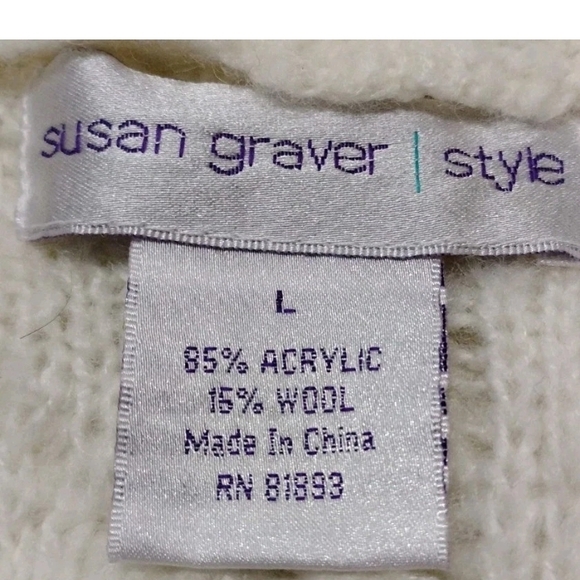 susan graver | style
L
85% ACRYLIC
15% WOOL
Made In China
RN 81893